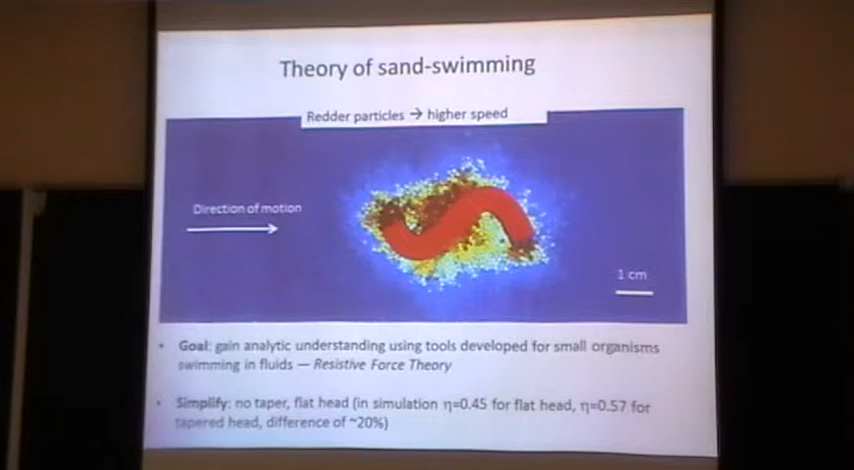 Theory of sand-swimming
Redder particles → higher speed
Direction of motion
1 cm
• Goal: gain analytic understanding using tools developed for small organisms
swimming in fluids — Resistive Force Theory
• Simplify: no taper, flat head (in simulation η=0.45 for flat head, η=0.57 for
tapered head, difference of ~20%)